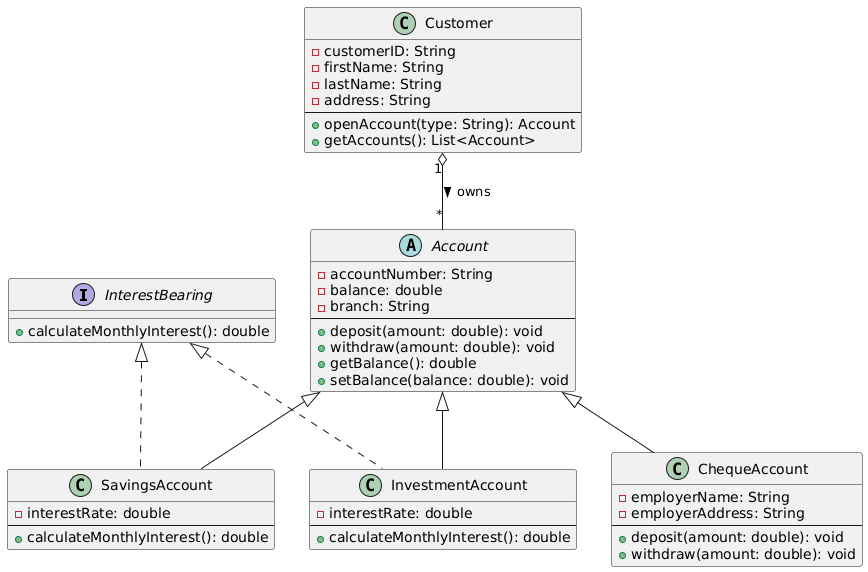 C Customer
customerID: String
firstName: String
lastName: String
address: String
openAccount(type: String): Account
getAccounts(): List<Account>
1
owns
*
A Account
accountNumber: String
balance: double
branch: String
deposit(amount: double): void
withdraw(amount: double): void
getBalance(): double
setBalance(balance: double): void
I InterestBearing
calculateMonthlyInterest(): double
C SavingsAccount
interestRate: double
calculateMonthlyInterest(): double
C InvestmentAccount
interestRate: double
calculateMonthlyInterest(): double
C ChequeAccount
employerName: String
employerAddress: String
deposit(amount: double): void
withdraw(amount: double): void